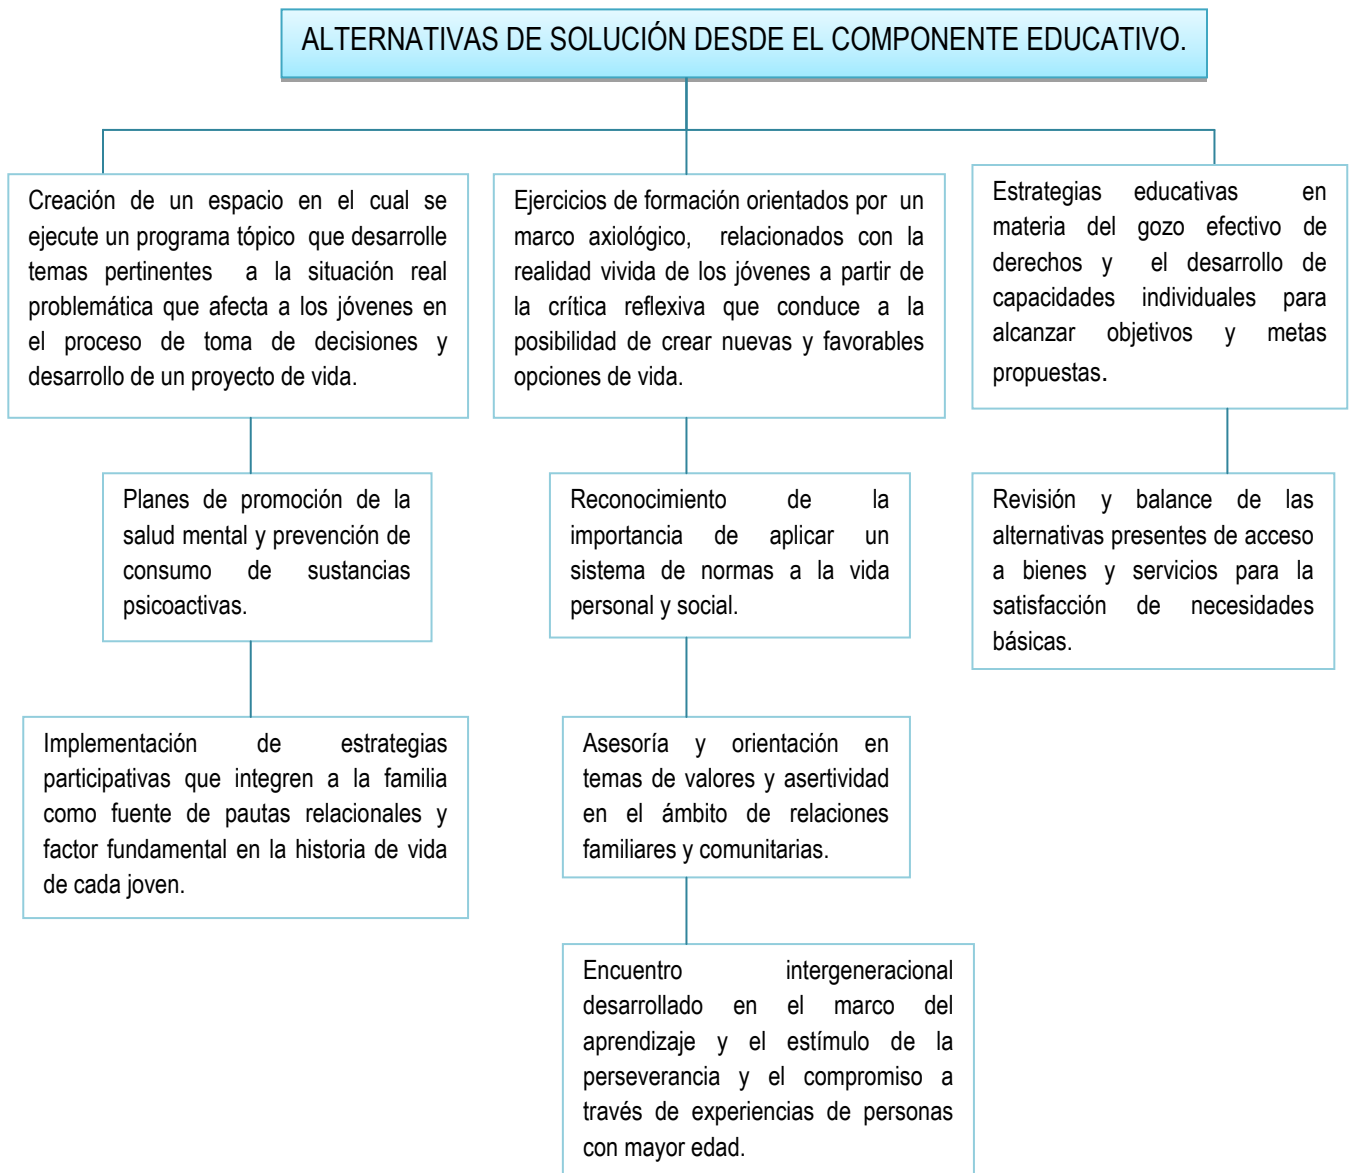 ALTERNATIVAS DE SOLUCIÓN DESDE EL COMPONENTE EDUCATIVO.
Creación de un espacio en el cual se
ejecute un programa tópico que desarrolle
temas pertinentes a la situación real
problemática que afecta a los jóvenes en
el proceso de toma de decisiones y
desarrollo de un proyecto de vida.
Planes de promoción de la
salud mental y prevención de
consumo de sustancias
psicoactivas.
Implementación de estrategias
participativas que integren a la familia
como fuente de pautas relacionales y
factor fundamental en la historia de vida
de cada joven.
Ejercicios de formación orientados por un
marco axiológico, relacionados con la
realidad vivida de los jóvenes a partir de
la crítica reflexiva que conduce a la
posibilidad de crear nuevas y favorables
opciones de vida.
Reconocimiento de la
importancia de aplicar un
sistema de normas a la vida
personal y social.
Asesoría y orientación en
temas de valores y asertividad
en el ámbito de relaciones
familiares y comunitarias.
Encuentro intergeneracional
desarrollado en el marco del
aprendizaje y el estímulo de la
perseverancia y el compromiso a
través de experiencias de personas
con mayor edad.
Estrategias educativas en
materia del gozo efectivo de
derechos y el desarrollo de
capacidades individuales para
alcanzar objetivos y metas
propuestas.
Revisión y balance de las
alternativas presentes de acceso
a bienes y servicios para la
satisfacción de necesidades
básicas.